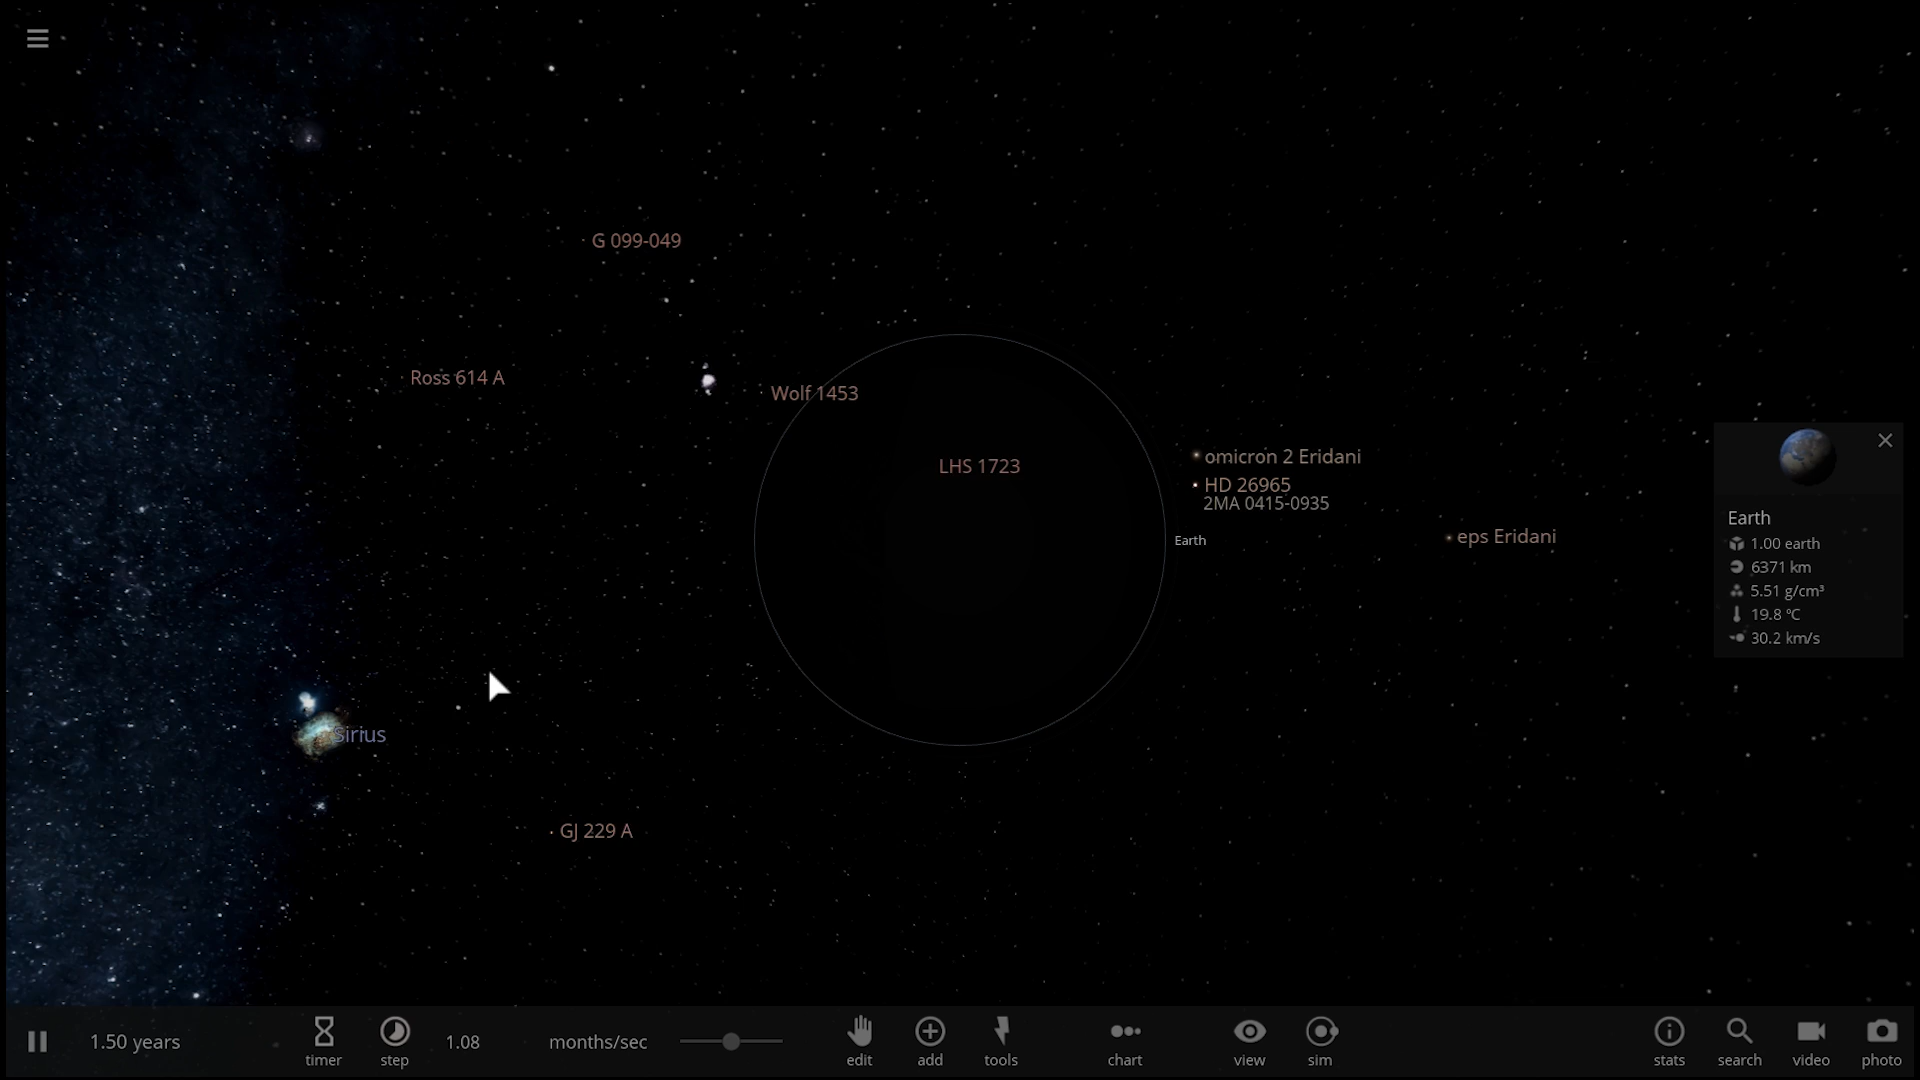 G 099-049
Ross 614 A
Wolf 1453
LHS 1723
omicron 2 Eridani
HD 26965
2MA 0415-0935
Earth
eps Eridani
Earth
1.00 earth
6371 km
5.51 g/cm³
19.8 °C
30.2 km/s
Sirius
GJ 229 A
1.50 years
timer
step
1.08
months/sec
edit
add
tools
chart
view
sim
stats
search
video
photo